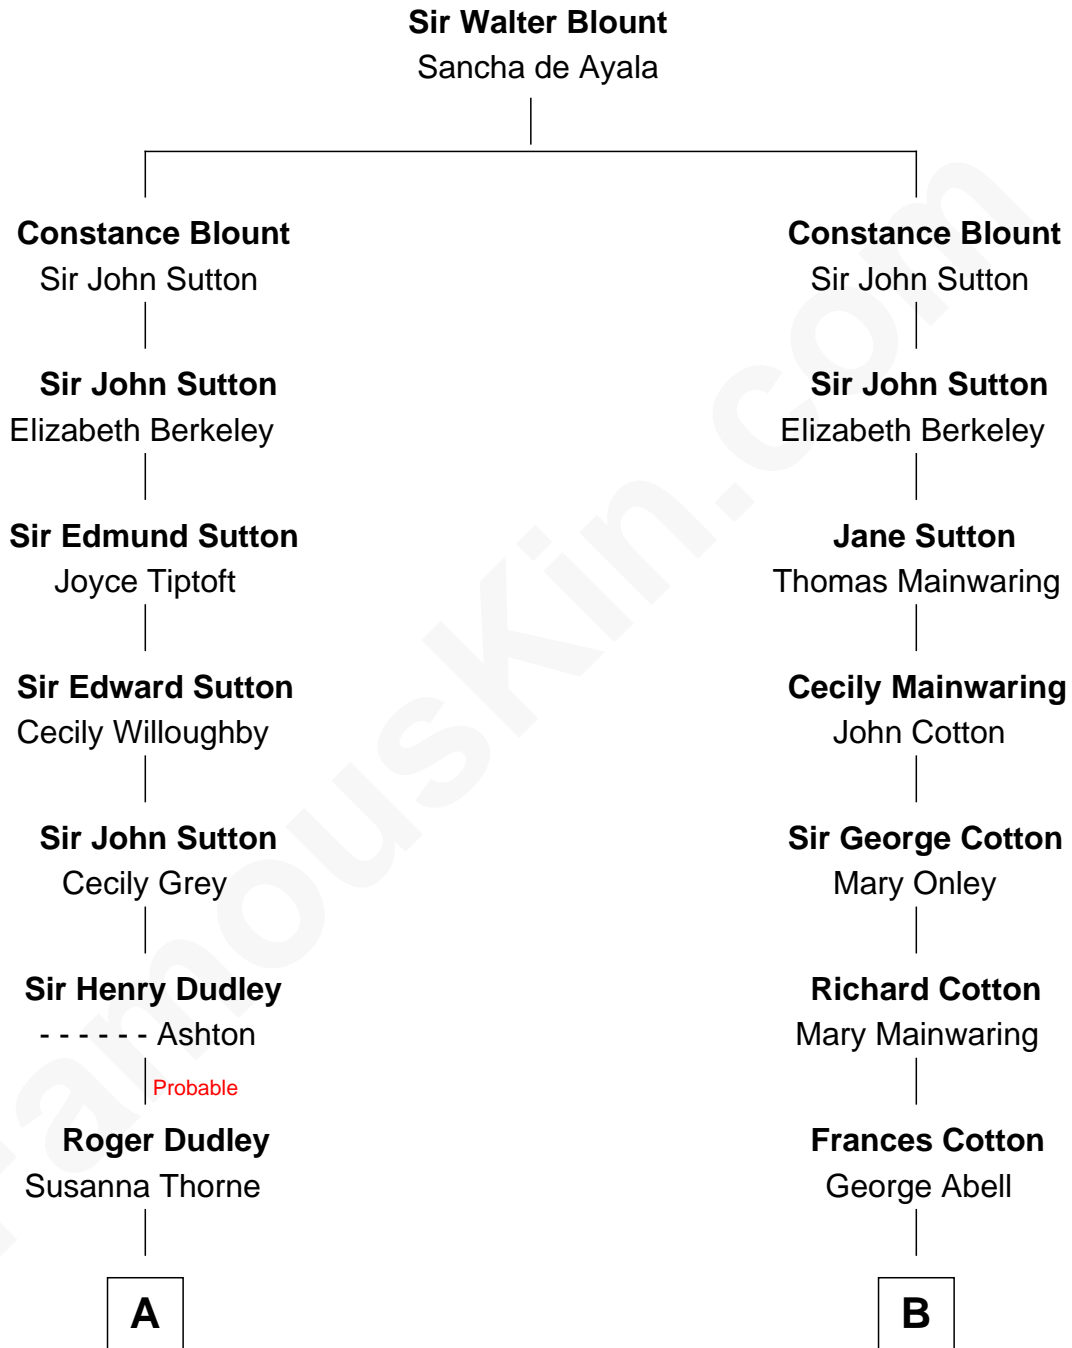 Sir Walter Blount
Sancha de Ayala
Constance Blount
Sir John Sutton
Sir John Sutton
Elizabeth Berkeley
Sir Edmund Sutton
Joyce Tiptoft
Sir Edward Sutton
Cecily Willoughby
Sir John Sutton
Cecily Grey
Sir Henry Dudley
- - - - - - Ashton
Probable
Roger Dudley
Susanna Thorne
A
Constance Blount
Sir John Sutton
Sir John Sutton
Elizabeth Berkeley
Jane Sutton
Thomas Mainwaring
Cecily Mainwaring
John Cotton
Sir George Cotton
Mary Onley
Richard Cotton
Mary Mainwaring
Frances Cotton
George Abell
B
FamousKin.com